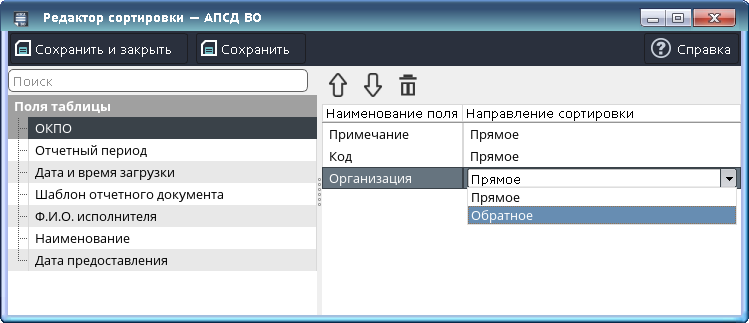 Редактор сортировки — АПСД ВО
Сохранить и закрыть Сохранить Справка
Поиск
Поля таблицы
ОКПО
Отчетный период
Дата и время загрузки
Шаблон отчетного документа
Ф.И.О. исполнителя
Наименование
Дата предоставления
Наименование поля Направление сортировки
Примечание Прямое
Код Прямое
Организация Прямое
Прямое
Обратное